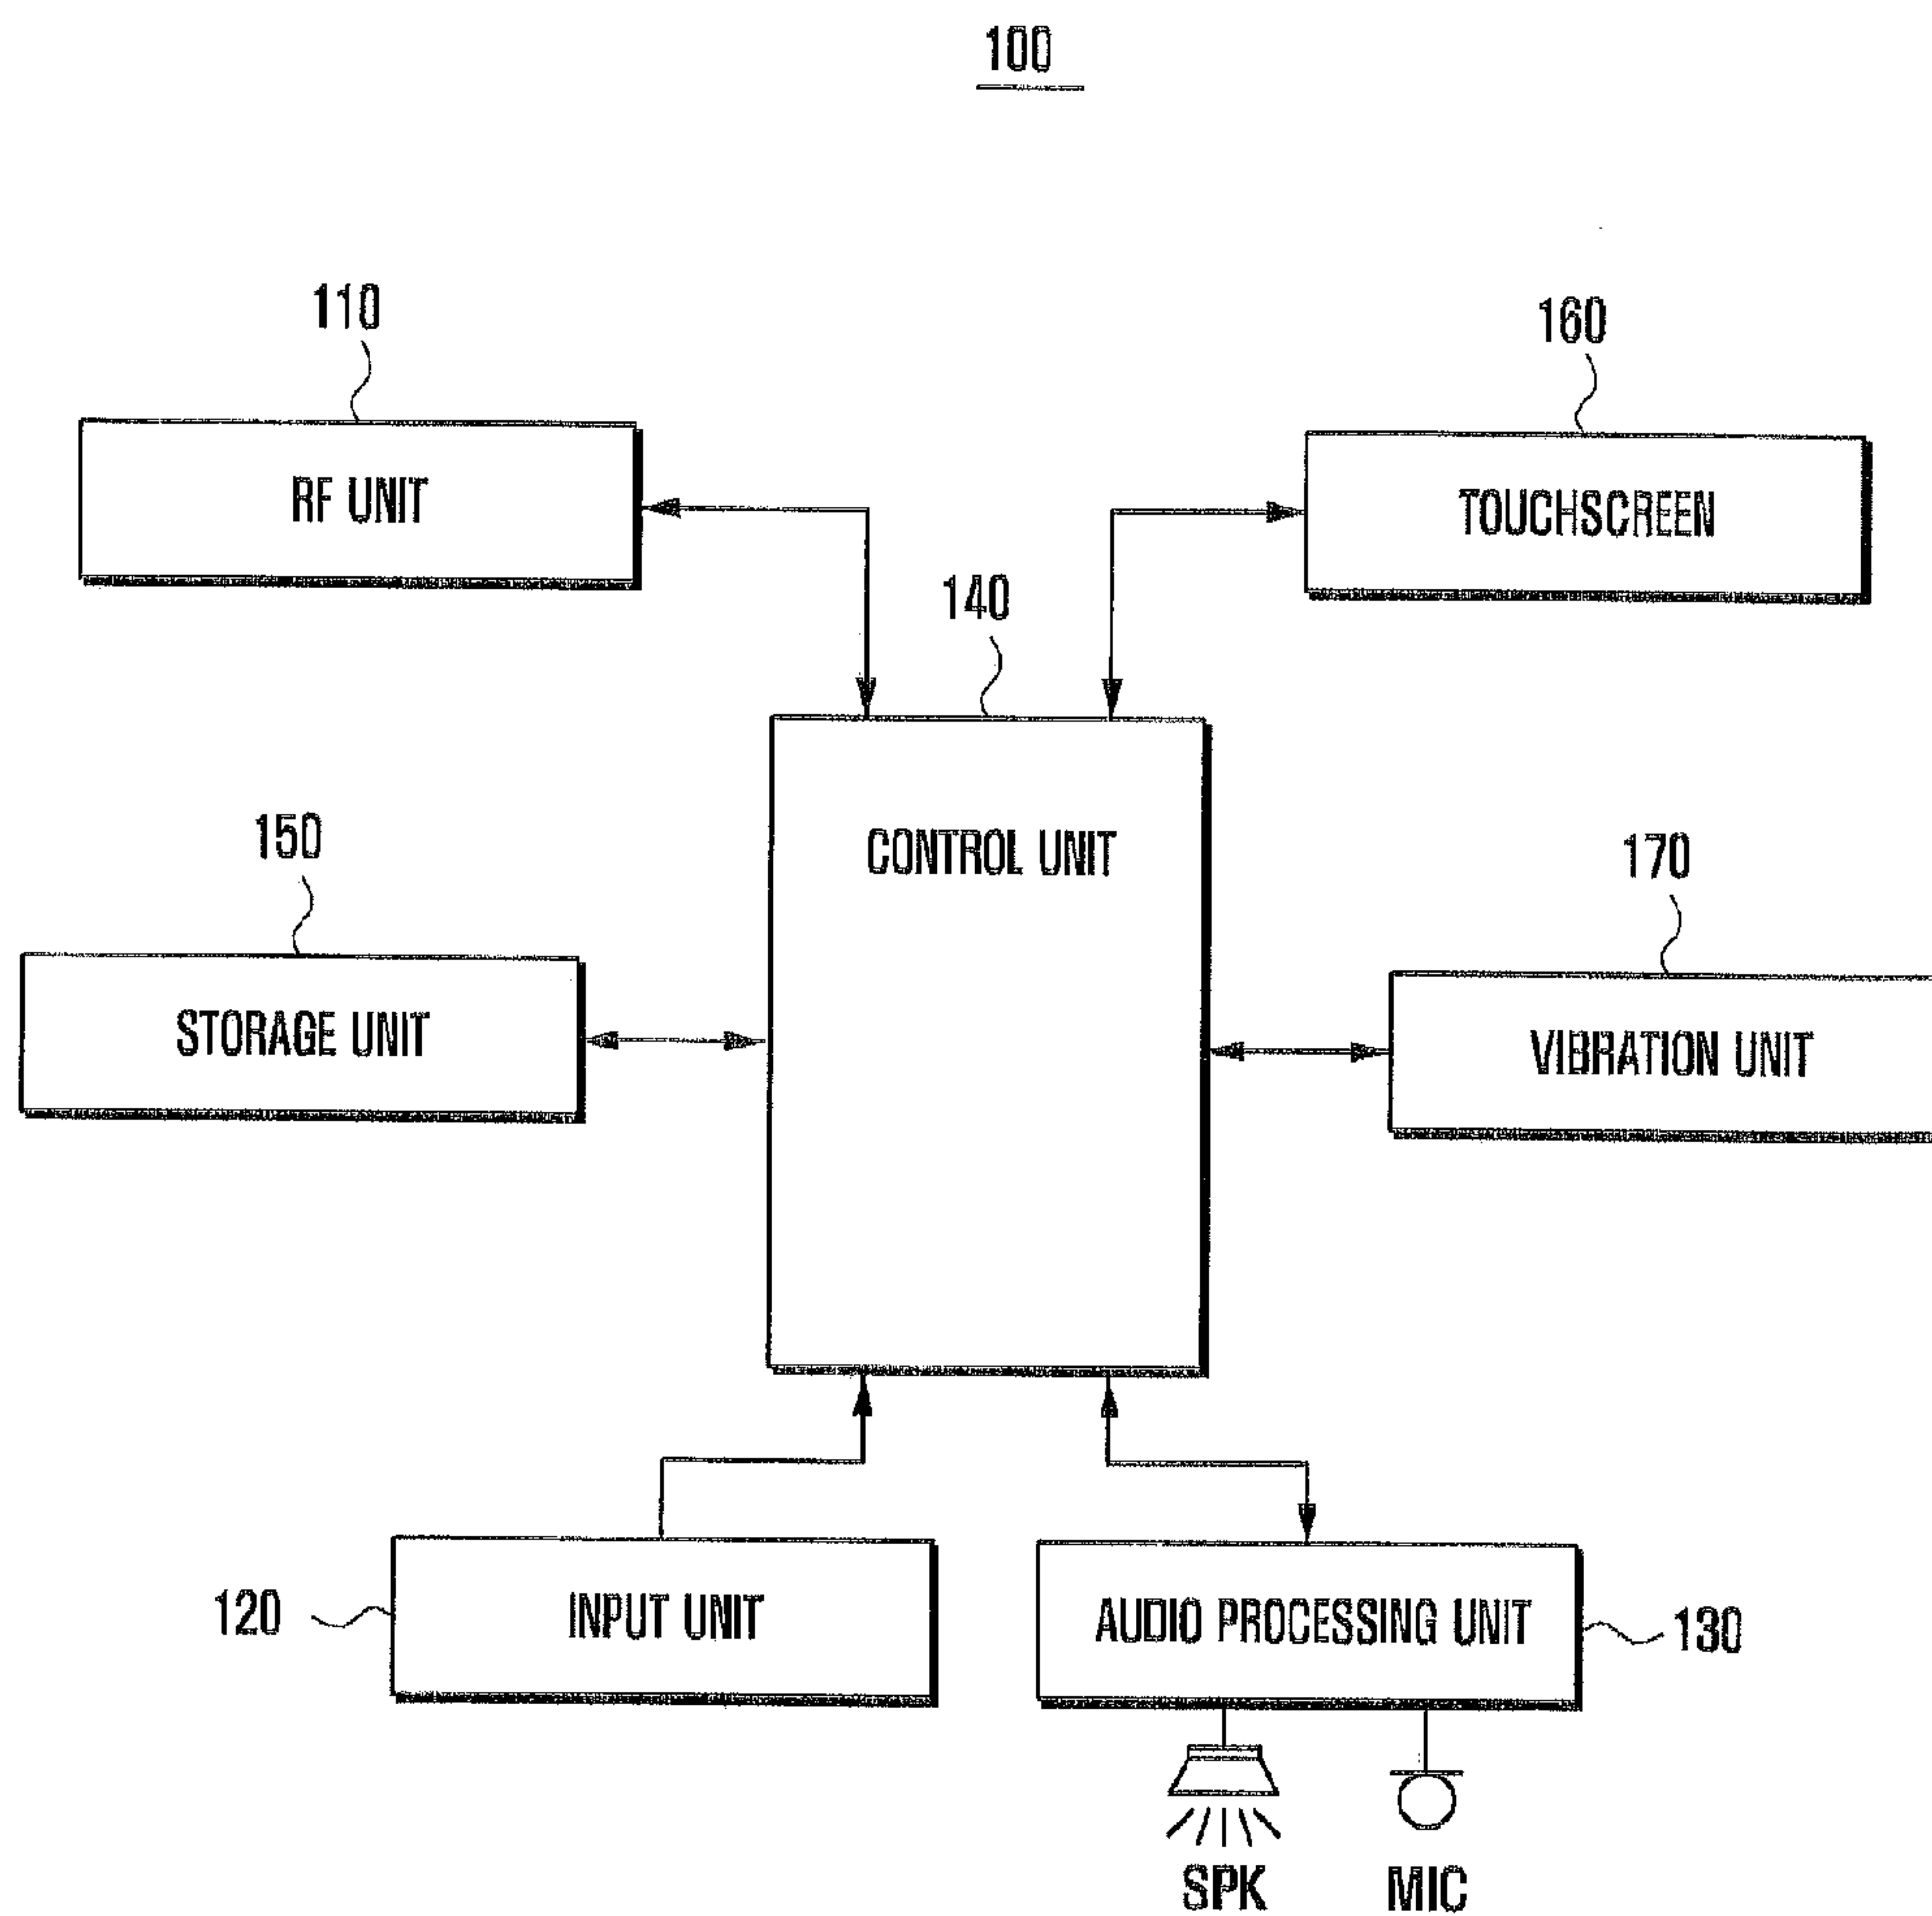 100
110
160
RF UNIT
TOUCHSCREEN
140
CONTROL UNIT
150
170
STORAGE UNIT
VIBRATION UNIT
120
INPUT UNIT
AUDIO PROCESSING UNIT
130
SPK
MIC